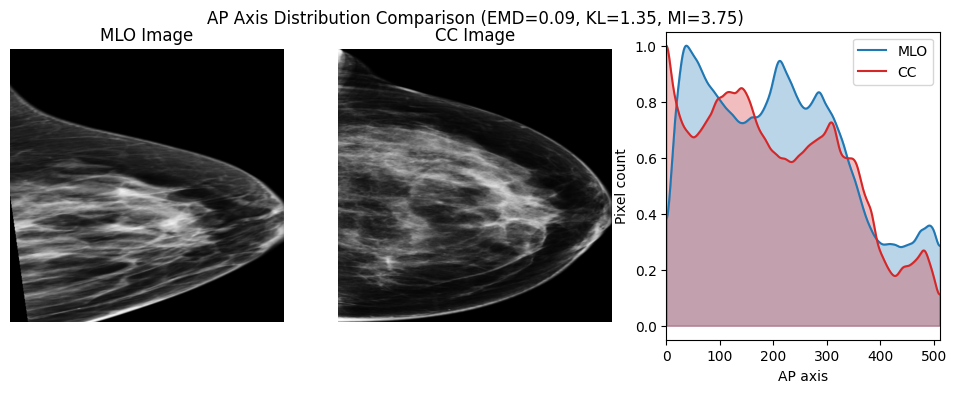 AP Axis Distribution Comparison (EMD=0.09, KL=1.35, MI=3.75)
MLO Image
CC Image
MLO
CC
Pixel count
1.0
0.8
0.6
0.4
0.2
0.0
0 100 200 300 400 500
AP axis